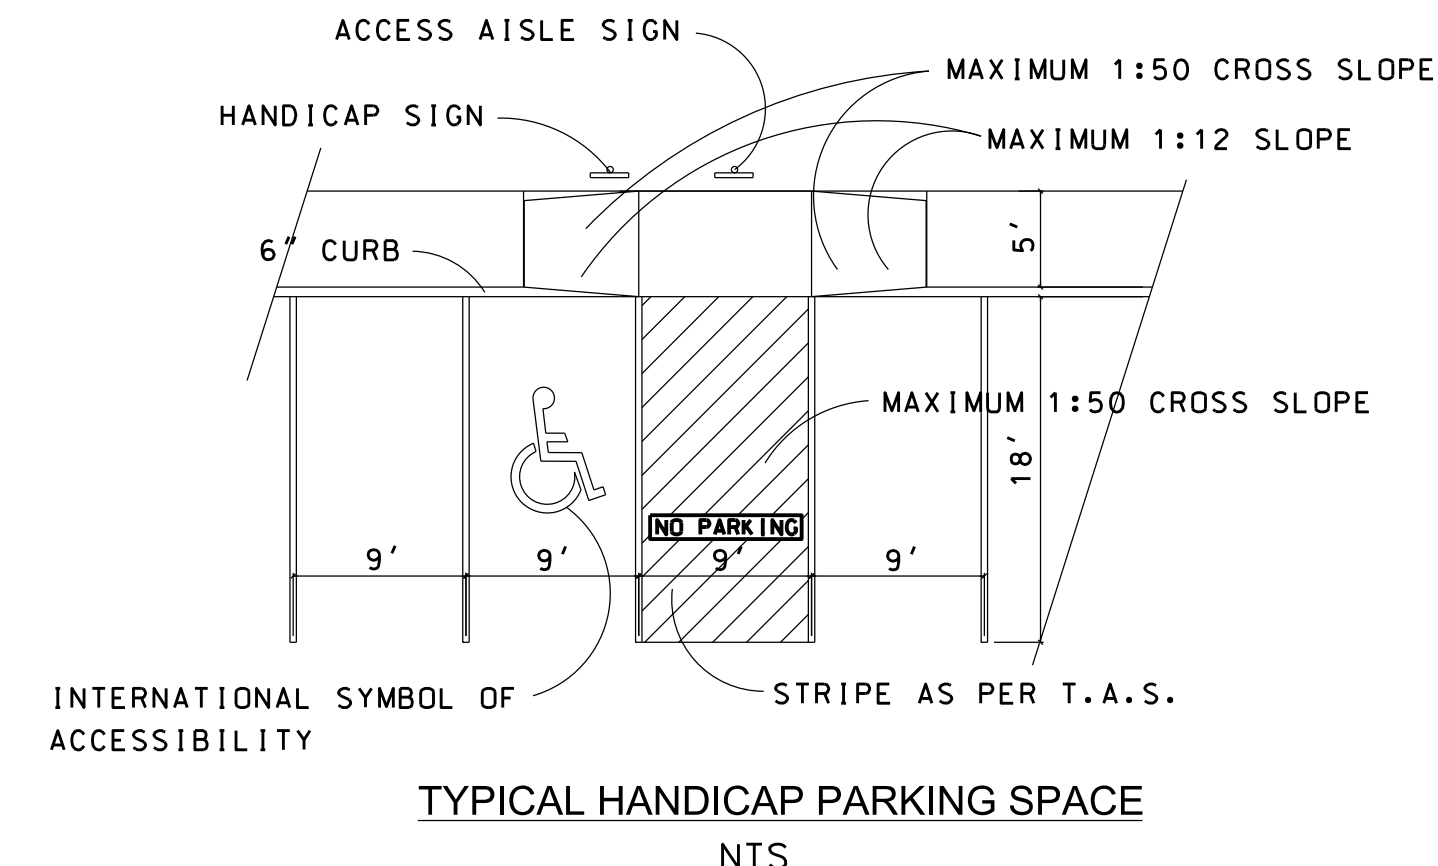 ACCESS AISLE SIGN
MAXIMUM 1:50 CROSS SLOPE
HANDICAP SIGN
MAXIMUM 1:12 SLOPE
6" CURB
5'
MAXIMUM 1:50 CROSS SLOPE
18'
NO PARKING
9' 9' 9' 9'
INTERNATIONAL SYMBOL OF
ACCESSIBILITY
STRIPE AS PER T.A.S.
TYPICAL HANDICAP PARKING SPACE
NTS